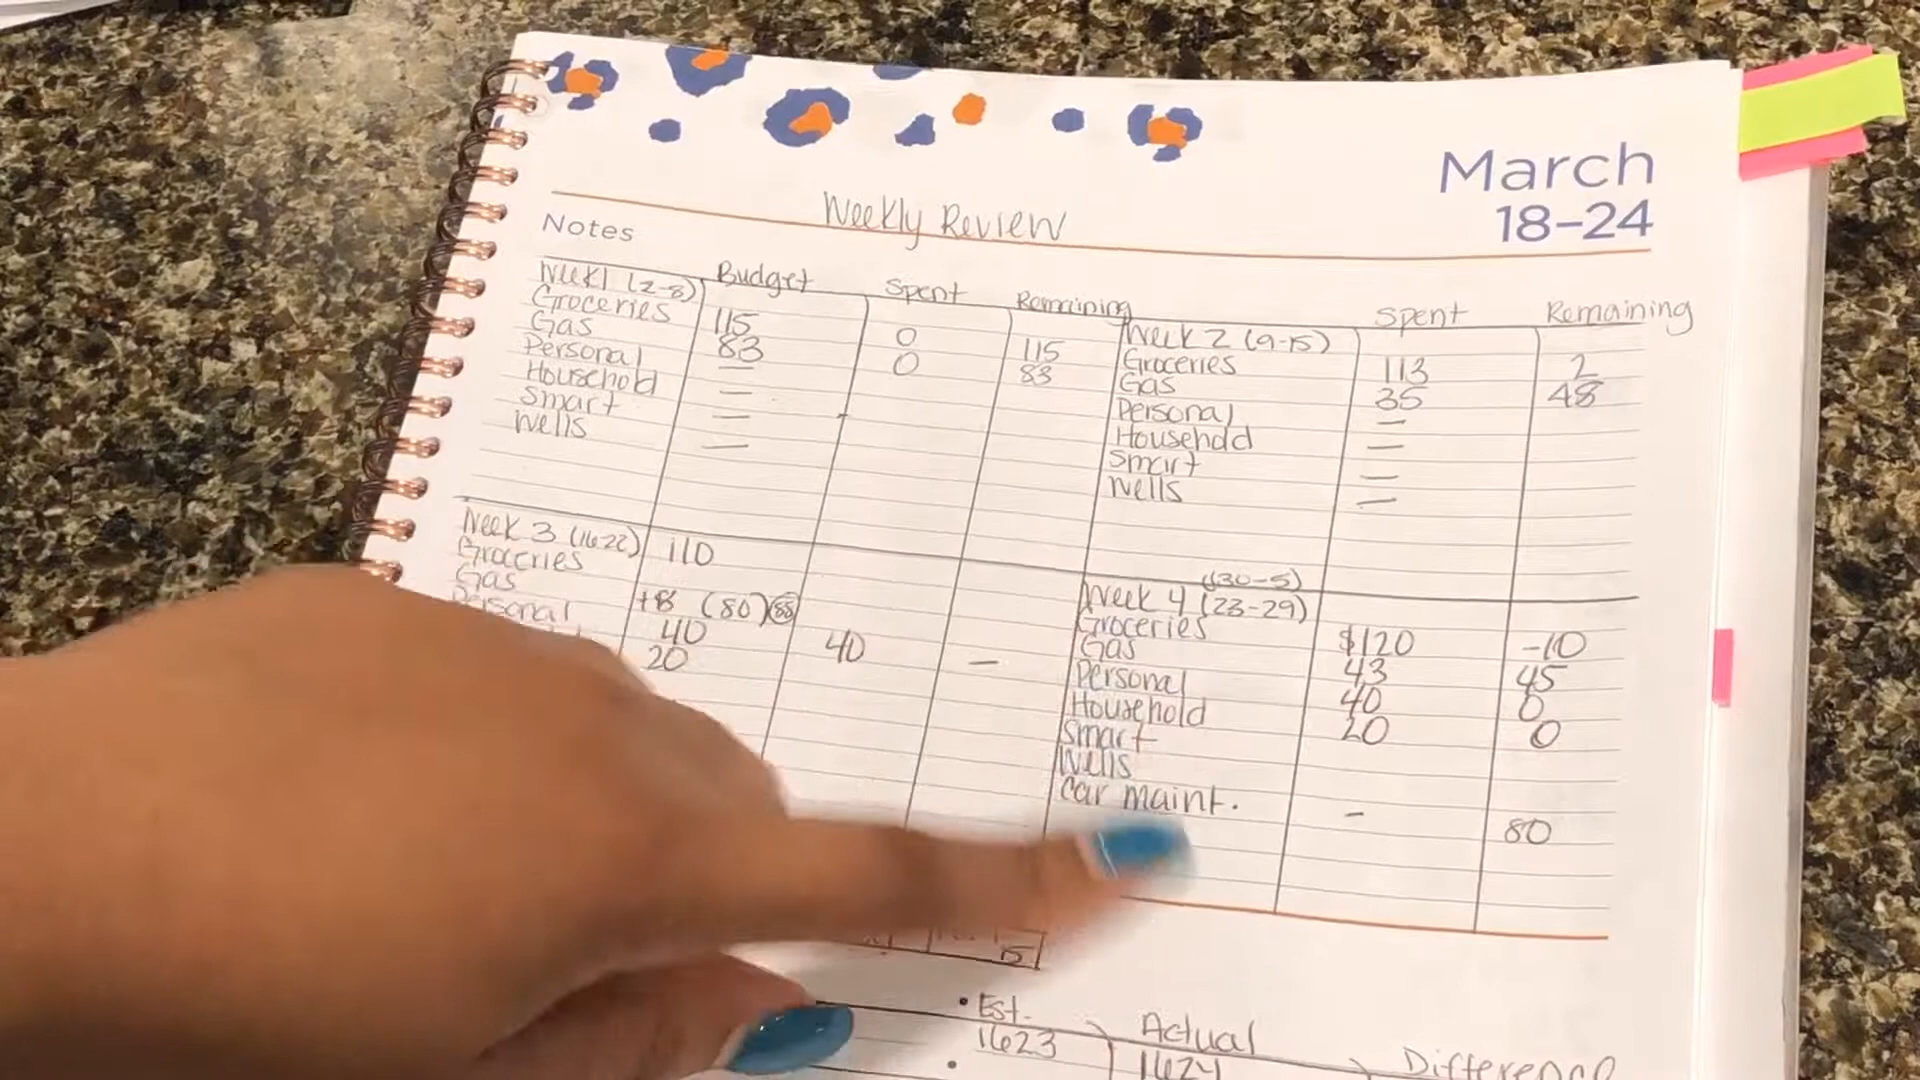 March
18–24
Weekly Review
Notes
Week 1 (2-8) Budget Spent Remaining
Groceries 115 0 115
Gas 83 0 83
Personal —
Household —
Smart —
Wells —
Week 2 (9-15) Spent Remaining
Groceries 113 2
Gas 35 48
Personal —
Household —
Smart —
Wells —
Week 3 (16-22)
Groceries 110
Gas +8 (80) 88
Personal 40 40 —
20
(30-5)
Week 4 (23-29)
Groceries $120 -10
Gas 43 45
Personal 40 0
Household 20 0
Smart
Wells
Car maint. — 80
15
• Est. Actual Difference
1623 1624
•